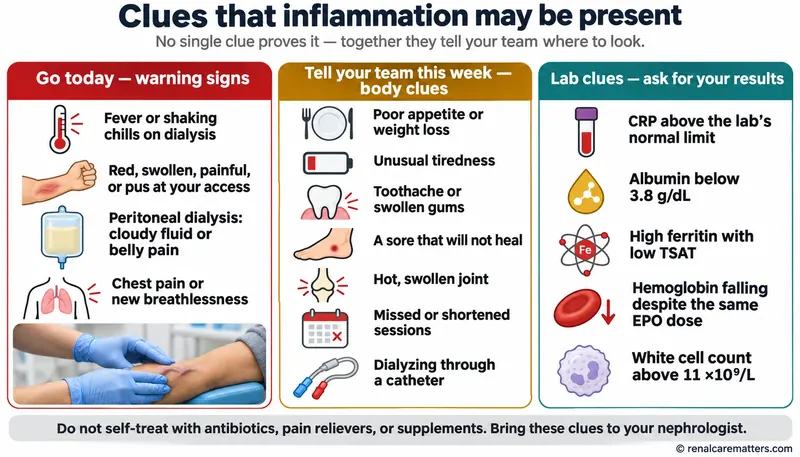 Clues that inflammation may be present
No single clue proves it — together they tell your team where to look.
Go today — warning signs
Fever or shaking
chills on dialysis
Red, swollen, painful,
or pus at your access
Peritoneal dialysis:
cloudy fluid or
belly pain
Chest pain or
new breathlessness
Tell your team this week —
body clues
Poor appetite or
weight loss
Unusual tiredness
Toothache or
swollen gums
A sore that will not heal
Hot, swollen joint
Missed or shortened
sessions
Dialyzing through
a catheter
Lab clues — ask for your results
CRP above the lab's
normal limit
Albumin below
3.8 g/dL
Fe
High ferritin with
low TSAT
Hemoglobin falling
despite the same
EPO dose
White cell count
above 11 ×10⁹/L
Do not self-treat with antibiotics, pain relievers, or supplements. Bring these clues to your nephrologist.
© renalcarematters.com